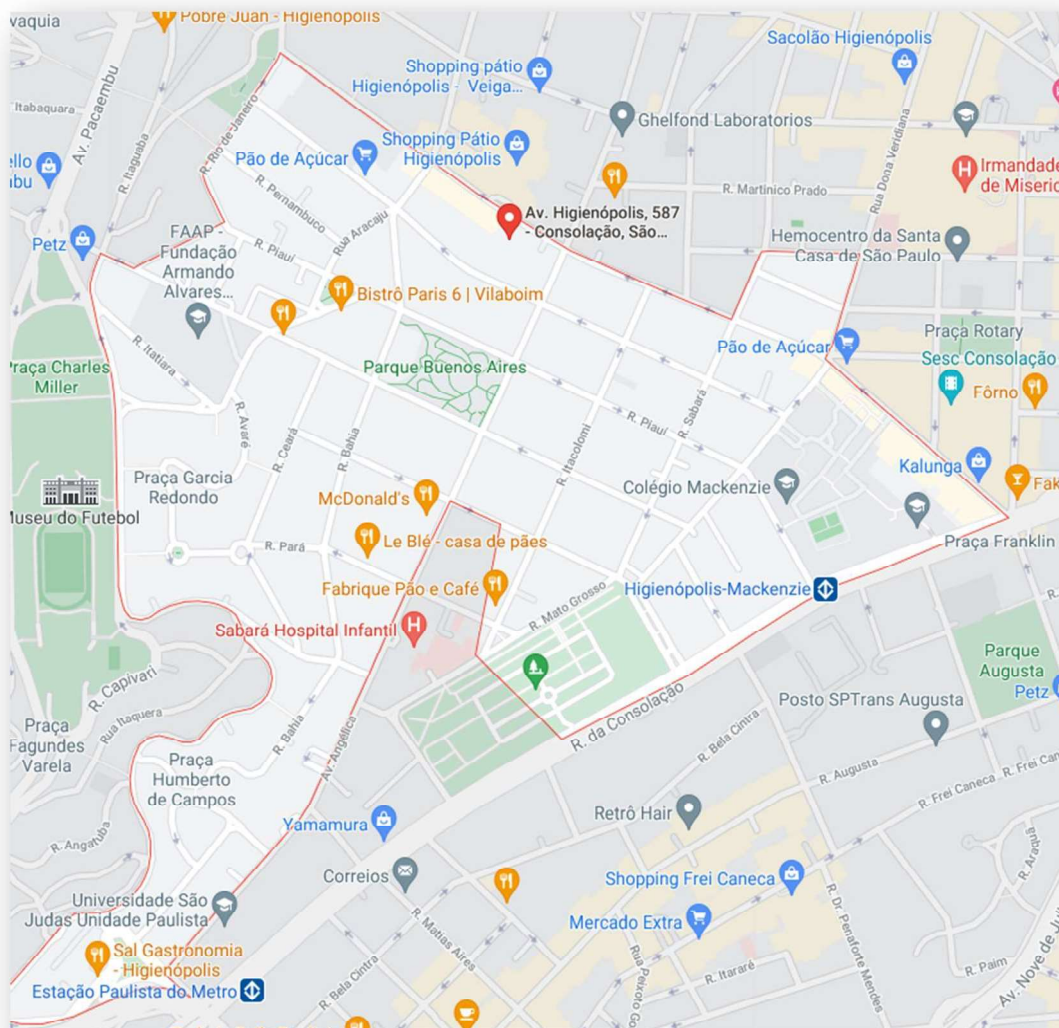 vaquia
Pobre Juan - Higienópolis
Sacolão Higienópolis
Shopping pátio
Higienópolis - Veiga...
Av. Pacaembu
R. Itaguaba
Itabaquara
R. Rio de Janeiro
Ghelfond Laboratorios
Rua Dona Veridiana
Shopping Pátio
Higienópolis
Pão de Açúcar
Irmandade
de Miseric
R. Martinico Prado
R. Pernambuco
Rua Aracaju
Av. Higienópolis, 587
- Consolação, São...
FAAP -
Fundação
Armando
Alvares...
Petz
R. Piauí
Hemocentro da Santa
Casa de São Paulo
Bistrô Paris 6 | Vilaboim
Praça Rotary
Pão de Açúcar
R. Itatiara
Praça Charles
Miller
Parque Buenos Aires
Sesc Consolação
Fôrno
R. Avaré
R. Ceará
R. Bahia
R. Itacolomi
R. Piauí
R. Sabará
Praça Garcia
Redondo
Colégio Mackenzie
Kalunga
Fak
McDonald's
Museu do Futebol
R. Pará
Le Blé - casa de pães
Praça Franklin
Fabrique Pão e Café
Higienópolis-Mackenzie
R. Mato Grosso
Sabará Hospital Infantil
Parque
Augusta
Petz
R. Capivari
Rua Itaquera
R. da Consolação
Posto SPTrans Augusta
Praça
Fagundes
Varela
R. Bahia
Av. Angélica
R. Bela Cintra
Praça
Humberto
de Campos
R. Augusta
R. Frei Caneca
R. Frei Ca
Retrô Hair
Yamamura
R. Angatuba
Correios
Shopping Frei Caneca
Universidade São
Judas Unidade Paulista
Mercado Extra
R. Matias Aires
R. Dr. Penaforte Mendes
Sal Gastronomia
- Higienópolis
Estação Paulista do Metro
R. Bela Cintra
Rua Peixoto Go
R. Itararé
R. Paim